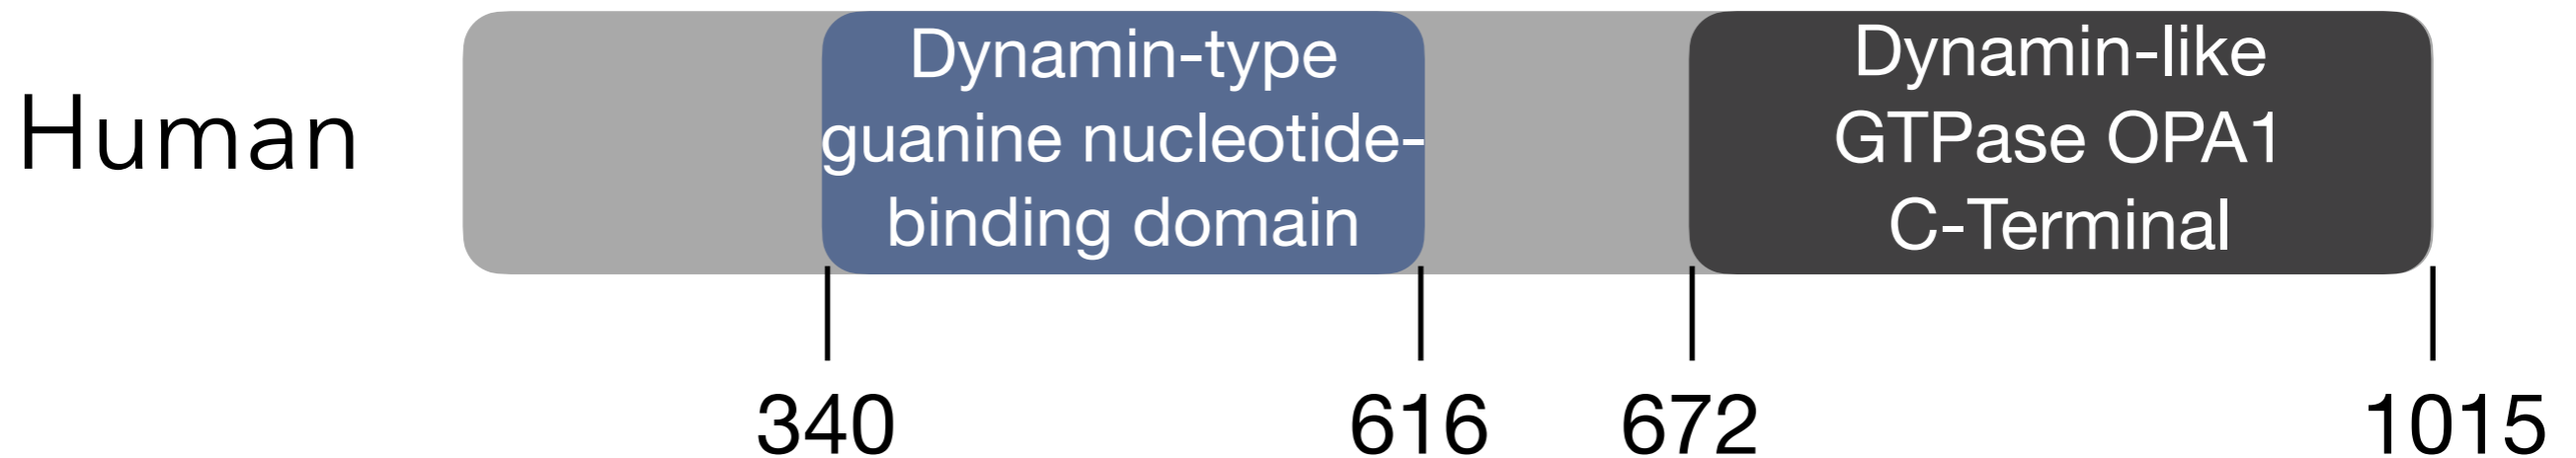 Human
Dynamin-type
guanine nucleotide-
binding domain
Dynamin-like
GTPase OPA1
C-Terminal
340
616
672
1015